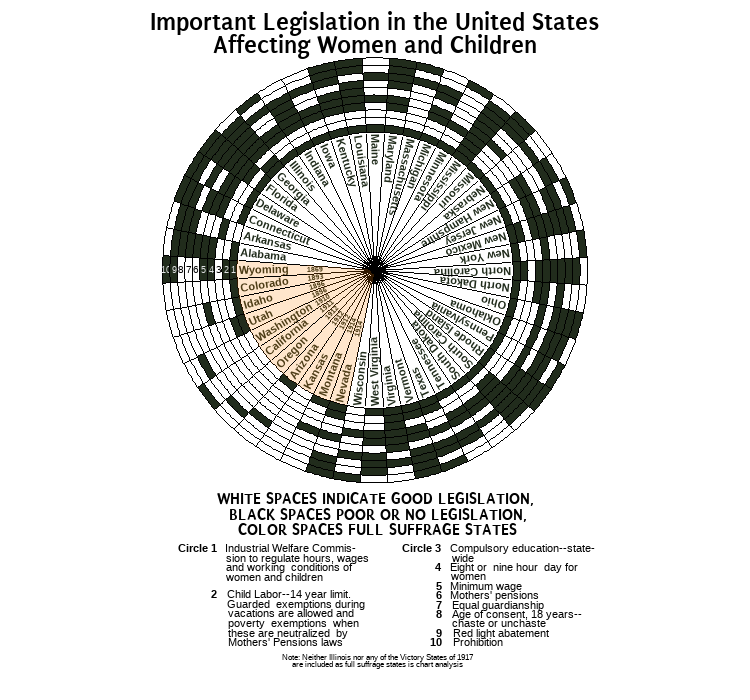 Important Legislation in the United States
Affecting Women and Children
Alabama
Arkansas
Connecticut
Delaware
Florida
Georgia
Illinois
Indiana
Iowa
Kentucky
Louisiana
Maine
Maryland
Massachusetts
Michigan
Minnesota
Mississippi
Missouri
Nebraska
New Hampshire
New Jersey
New Mexico
New York
North Carolina
North Dakota
Ohio
Oklahoma
Pennsylvania
Rhode Island
South Carolina
South Dakota
Tennessee
Texas
Vermont
Virginia
West Virginia
Wisconsin
Nevada
Montana
Kansas
Arizona
Oregon
California
Washington
Utah
Idaho
Colorado 1893
10 9 8 7 6 5 4 3 2 1 Wyoming 1869
WHITE SPACES INDICATE GOOD LEGISLATION,
BLACK SPACES POOR OR NO LEGISLATION,
COLOR SPACES FULL SUFFRAGE STATES
Circle 1 Industrial Welfare Commis-
sion to regulate hours, wages
and working conditions of
women and children
2 Child Labor--14 year limit.
Guarded exemptions during
vacations are allowed and
poverty exemptions when
these are neutralized by
Mothers' Pensions laws
Circle 3 Compulsory education--state-
wide
4 Eight or nine hour day for
women
5 Minimum wage
6 Mothers' pensions
7 Equal guardianship
8 Age of consent, 18 years--
chaste or unchaste
9 Red light abatement
10 Prohibition
Note: Neither Illinois nor any of the Victory States of 1917
are included as full suffrage states is chart analysis